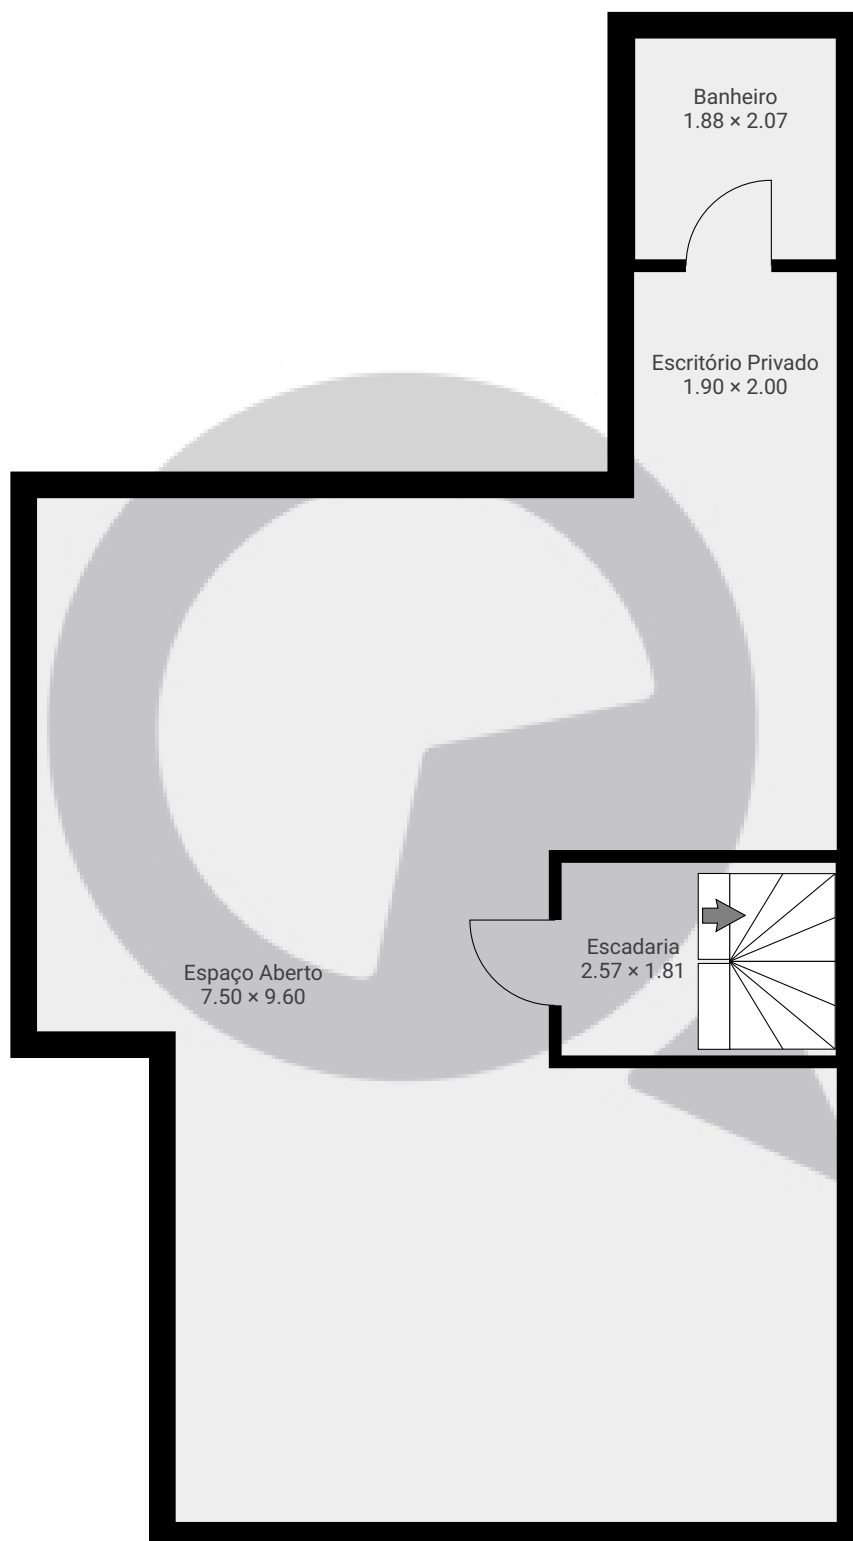 Banheiro
1.88 × 2.07
Escritório Privado
1.90 × 2.00
Escadaria
2.57 × 1.81
Espaço Aberto
7.50 × 9.60